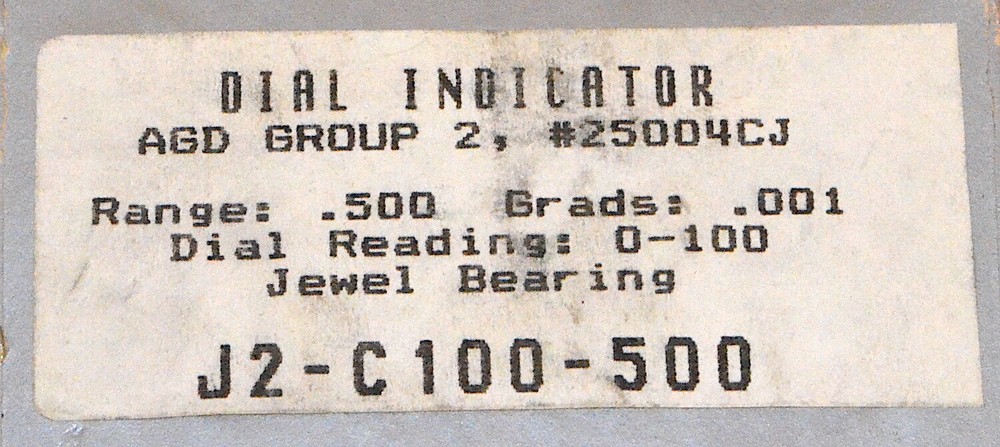 DIAL INDICATOR
AGD GROUP 2, #25004CJ
Range: .500 Grads: .001
Dial Reading: 0-100
Jewel Bearing
J2-C100-500